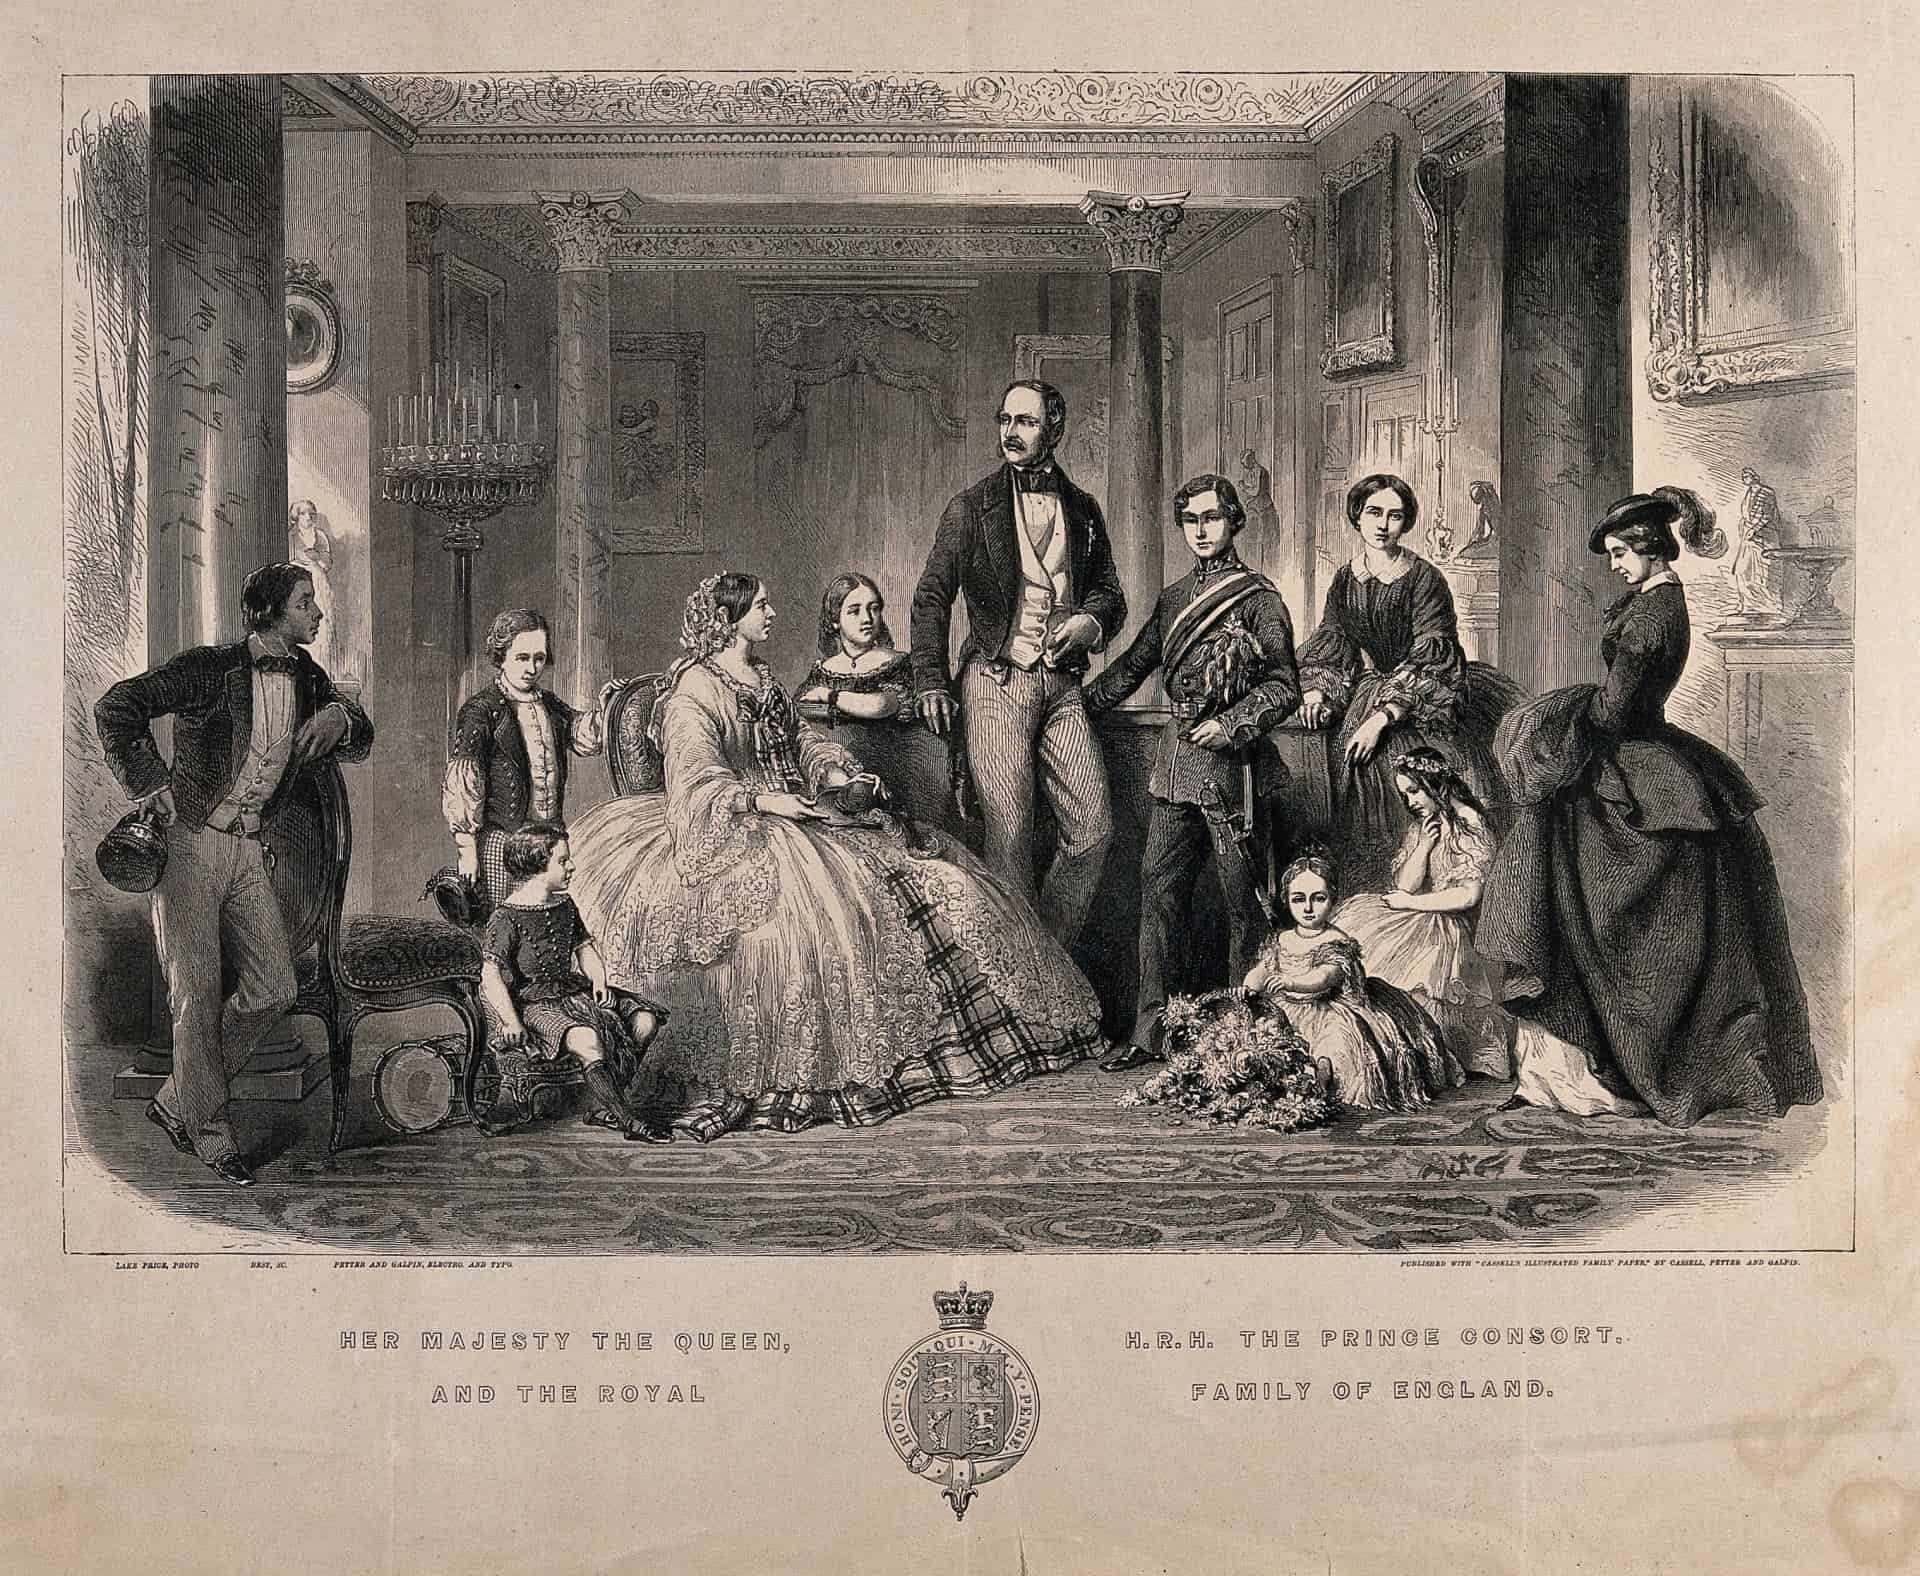 LAKE PRICE, PHOTO BEST, SC. PETTER AND GALPIN, ELECTRO. AND TYPO. PUBLISHED WITH "CASSELL'S ILLUSTRATED FAMILY PAPER," BY CASSELL, PETTER AND GALPIN.
HER MAJESTY THE QUEEN, H.R.H. THE PRINCE CONSORT,
AND THE ROYAL FAMILY OF ENGLAND.
HONI · SOIT · QUI · MAL · Y · PENSE